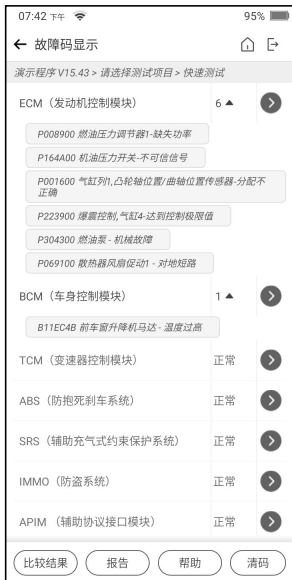 07:42 下午 95%
故障码显示
演示程序 V15.43 > 请选择测试项目 > 快速测试
ECM（发动机控制模块） 6
P008900 燃油压力调节器1-缺失功率
P164A00 机油压力开关-不可信信号
P001600 气缸列1,凸轮轴位置/曲轴位置传感器-分配不
正确
P223900 爆震控制,气缸4-达到控制极限值
P304300 燃油泵 - 机械故障
P069100 散热器风扇促动1 - 对地短路
BCM（车身控制模块） 1
B11EC4B 前车窗升降机马达 - 温度过高
TCM（变速器控制模块） 正常
ABS（防抱死刹车系统） 正常
SRS（辅助充气式约束保护系统） 正常
IMMO（防盗系统） 正常
APIM （辅助协议接口模块） 正常
比较结果 报告 帮助 清码